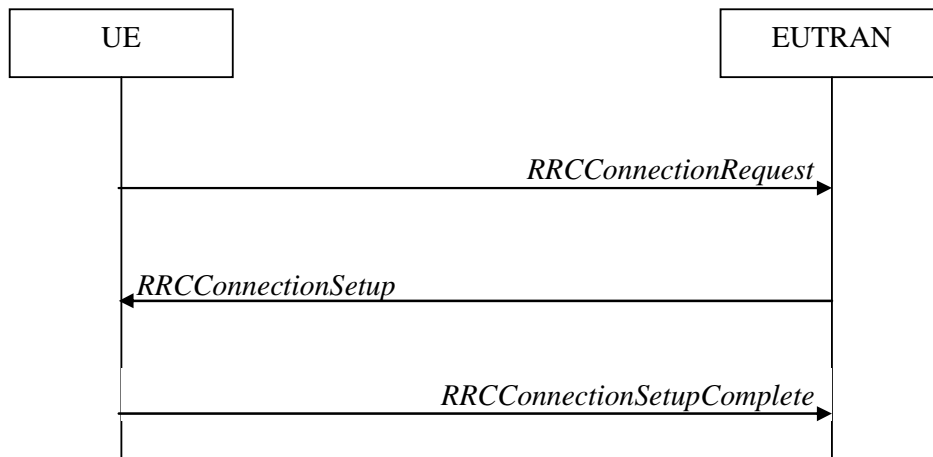 UE
EUTRAN
RRCConnectionRequest
RRCConnectionSetup
RRCConnectionSetupComplete